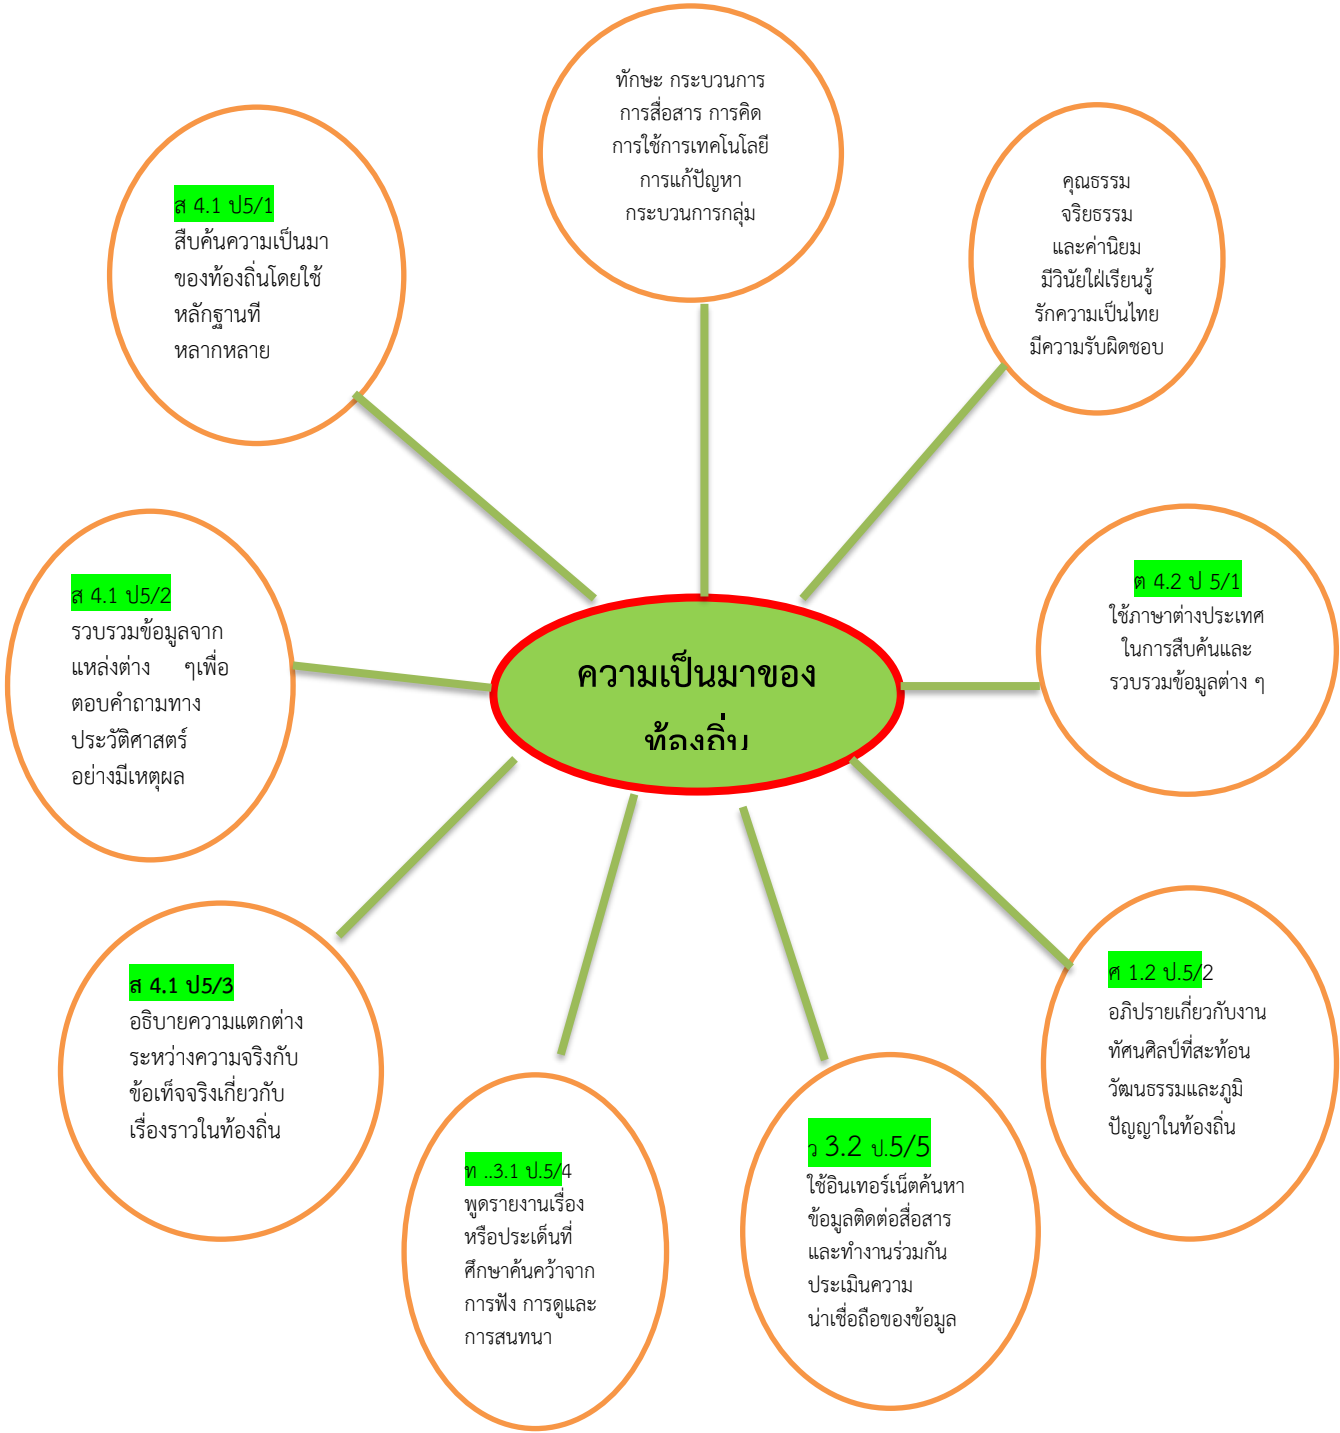 ทักษะ กระบวนการ
การสื่อสาร การคิด
การใช้การเทคโนโลยี
การแก้ปัญหา
กระบวนการกลุ่ม
ส 4.1 ป5/1
สืบค้นความเป็นมา
ของท้องถิ่นโดยใช้
หลักฐานที
หลากหลาย
คุณธรรม
จริยธรรม
และค่านิยม
มีวินัยใฝ่เรียนรู้
รักความเป็นไทย
มีความรับผิดชอบ
ส 4.1 ป5/2
รวบรวมข้อมูลจาก
แหล่งต่าง ๆเพื่อ
ตอบคำถามทาง
ประวัติศาสตร์
อย่างมีเหตุผล
ความเป็นมาของ
ท้องถิ่น
ต 4.2 ป 5/1
ใช้ภาษาต่างประเทศ
ในการสืบค้นและ
รวบรวมข้อมูลต่าง ๆ
ส 4.1 ป5/3
อธิบายความแตกต่าง
ระหว่างความจริงกับ
ข้อเท็จจริงเกี่ยวกับ
เรื่องราวในท้องถิ่น
ท ..3.1 ป.5/4
พูดรายงานเรื่อง
หรือประเด็นที่
ศึกษาค้นคว้าจาก
การฟัง การดูและ
การสนทนา
ว 3.2 ป.5/5
ใช้อินเทอร์เน็ตค้นหา
ข้อมูลติดต่อสื่อสาร
และทำงานร่วมกัน
ประเมินความ
น่าเชื่อถือของข้อมูล
ศ 1.2 ป.5/2
อภิปรายเกี่ยวกับงาน
ทัศนศิลป์ที่สะท้อน
วัฒนธรรมและภูมิ
ปัญญาในท้องถิ่น